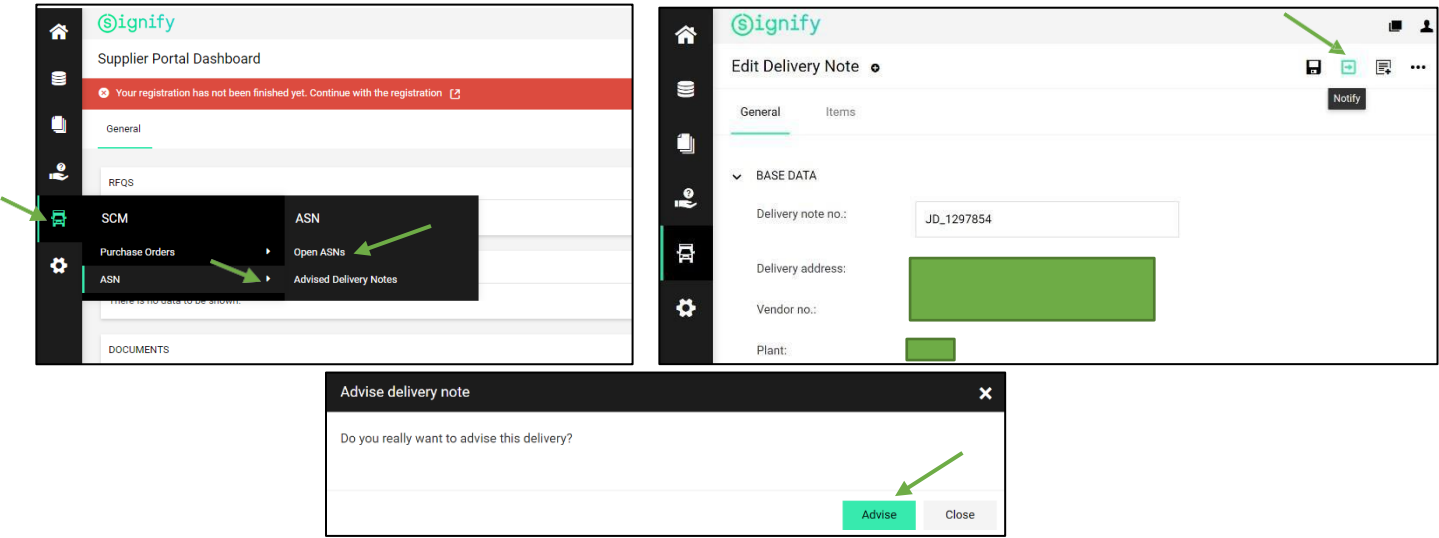 Signify
Supplier Portal Dashboard
Your registration has not been finished yet. Continue with the registration
General
RFQS
SCM
ASN
Purchase Orders
Open ASNs
ASN
Advised Delivery Notes
There is no data to be shown.
DOCUMENTS
Signify
Edit Delivery Note
Notify
General
Items
BASE DATA
Delivery note no.:
JD_1297854
Delivery address:
Vendor no.:
Plant:
Advise delivery note
Do you really want to advise this delivery?
Advise
Close